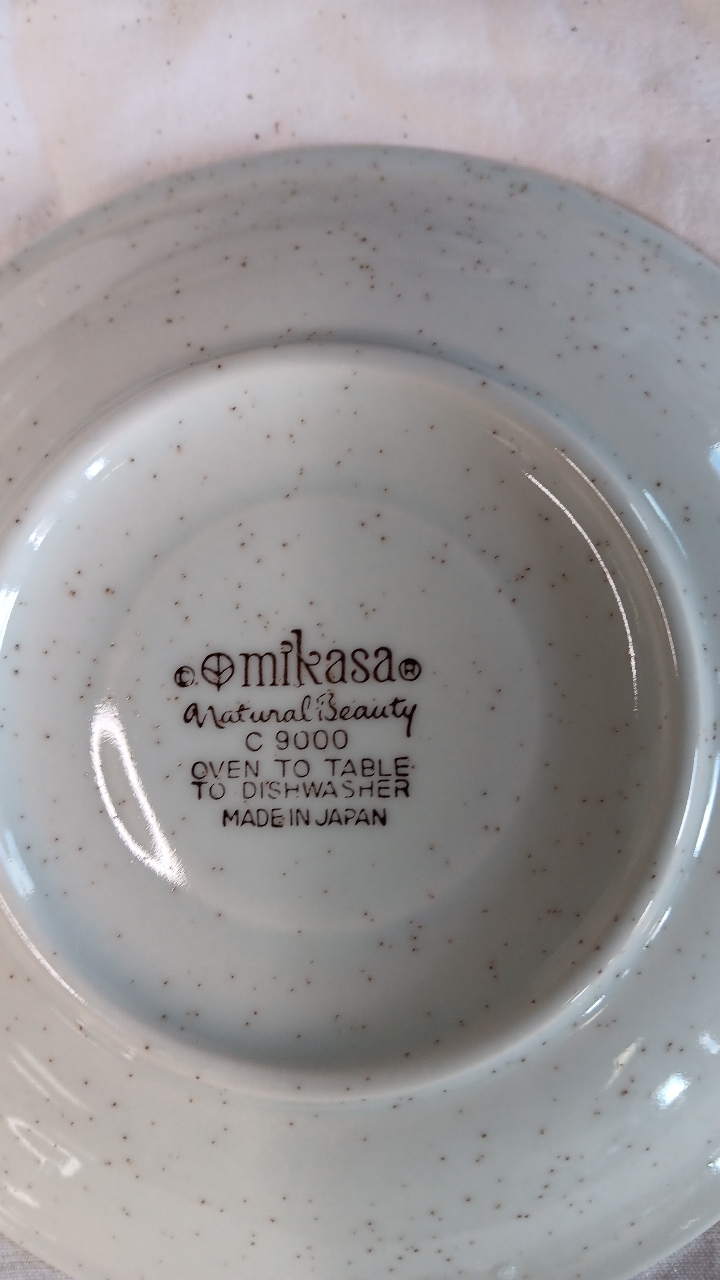 © mikasa®
Natural Beauty
C 9000
OVEN TO TABLE
TO DISHWASHER
MADE IN JAPAN